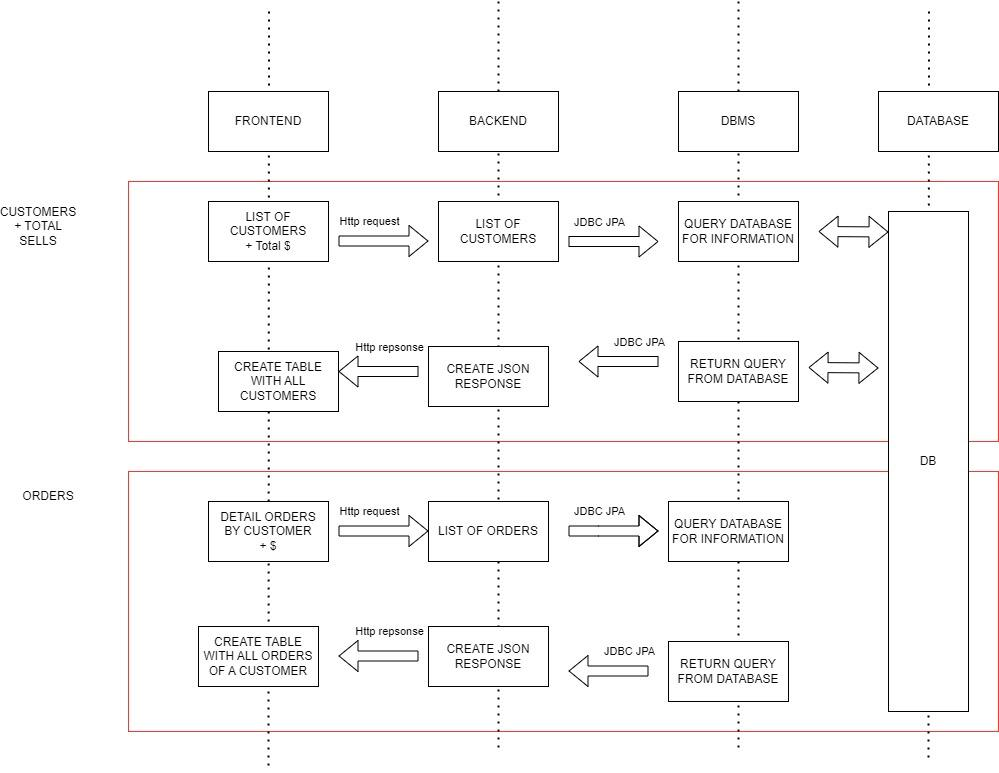 FRONTEND
BACKEND
DBMS
DATABASE
CUSTOMERS
+ TOTAL
SELLS
LIST OF
CUSTOMERS
+ Total $
Http request
LIST OF
CUSTOMERS
JDBC JPA
QUERY DATABASE
FOR INFORMATION
CREATE TABLE
WITH ALL
CUSTOMERS
Http repsonse
CREATE JSON
RESPONSE
JDBC JPA
RETURN QUERY
FROM DATABASE
DB
ORDERS
DETAIL ORDERS
BY CUSTOMER
+ $
Http request
LIST OF ORDERS
JDBC JPA
QUERY DATABASE
FOR INFORMATION
CREATE TABLE
WITH ALL ORDERS
OF A CUSTOMER
Http repsonse
CREATE JSON
RESPONSE
JDBC JPA
RETURN QUERY
FROM DATABASE